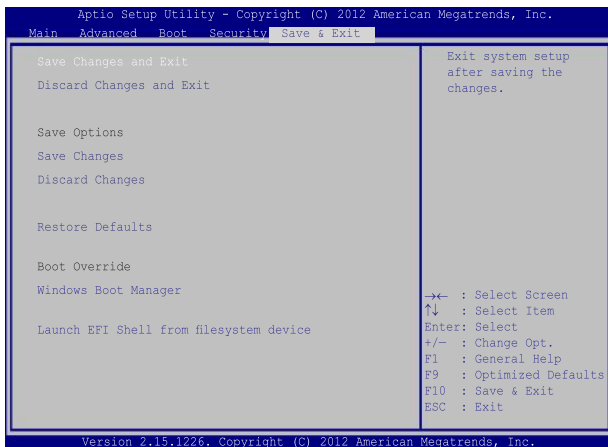 Aptio Setup Utility - Copyright (C) 2012 American Megatrends, Inc.
Main Advanced Boot Security Save & Exit
Save Changes and Exit
Discard Changes and Exit
Save Options
Save Changes
Discard Changes
Restore Defaults
Boot Override
Windows Boot Manager
Launch EFI Shell from filesystem device
Exit system setup
after saving the
changes.
→← : Select Screen
↑↓ : Select Item
Enter: Select
+/— : Change Opt.
F1 : General Help
F9 : Optimized Defaults
F10 : Save & Exit
ESC : Exit
Version 2.15.1226. Copyright (C) 2012 American Megatrends, Inc.